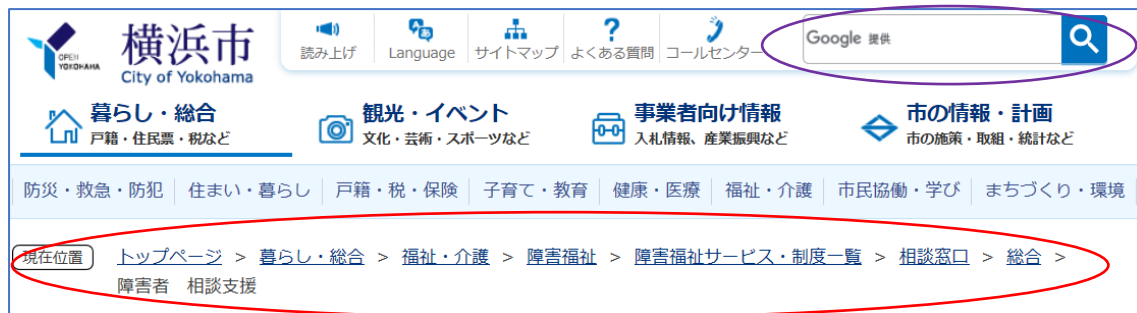 OPEN YOKOHAMA
横浜市
City of Yokohama
読み上げ
Language
サイトマップ
よくある質問
コールセンター
Google 提供
暮らし・総合
戸籍・住民票・税など
観光・イベント
文化・芸術・スポーツなど
事業者向け情報
入札情報、産業振興など
市の情報・計画
市の施策・取組・統計など
防災・救急・防犯 住まい・暮らし 戸籍・税・保険 子育て・教育 健康・医療 福祉・介護 市民協働・学び まちづくり・環境
現在位置 トップページ > 暮らし・総合 > 福祉・介護 > 障害福祉 > 障害福祉サービス・制度一覧 > 相談窓口 > 総合 >
障害者 相談支援